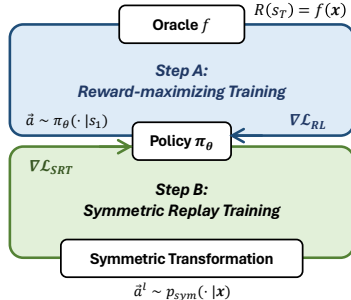 Oracle f
R(s_T) = f(𝒙)
Step A:
Reward-maximizing Training
a⃗ ~ π_θ(· |s_1)
∇ℒ_RL
Policy π_θ
∇ℒ_SRT
Step B:
Symmetric Replay Training
Symmetric Transformation
a⃗^l ~ p_sym(· |𝒙)